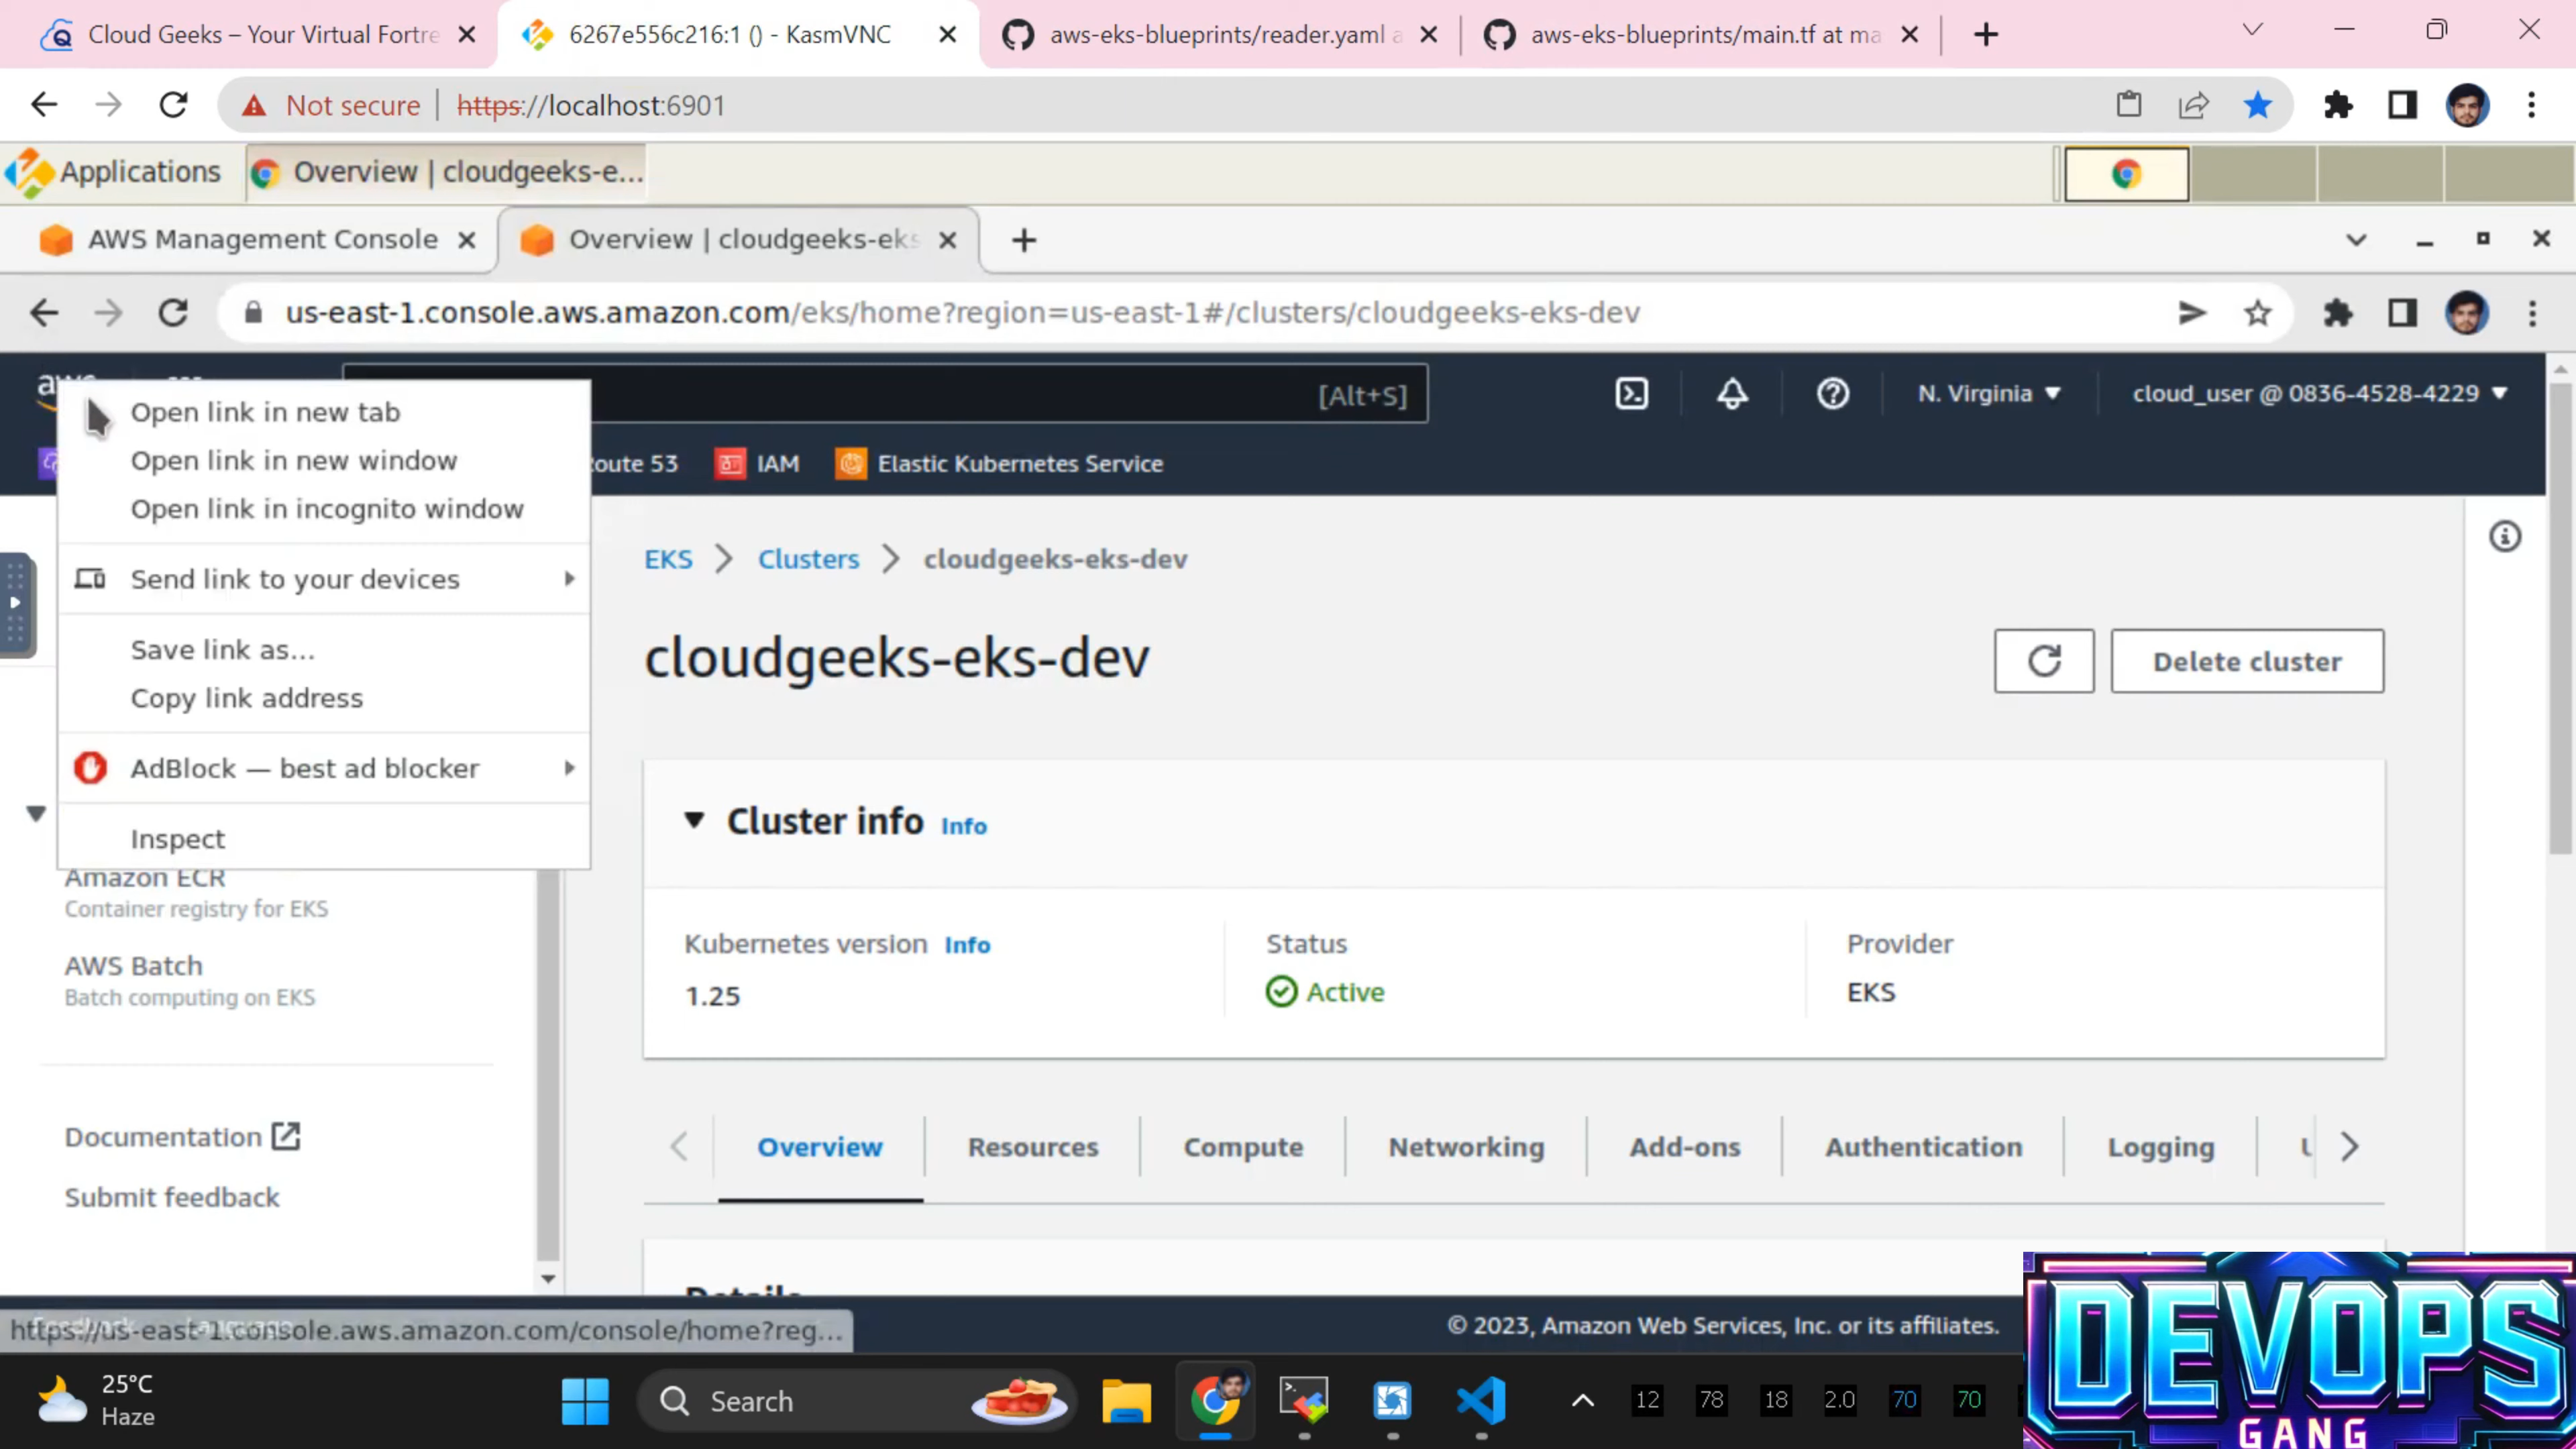 Cloud Geeks – Your Virtual Fortre
6267e556c216:1 () - KasmVNC
aws-eks-blueprints/reader.yaml a
aws-eks-blueprints/main.tf at ma
Not secure
https://localhost:6901
Applications
Overview | cloudgeeks-e...
AWS Management Console
Overview | cloudgeeks-eks
us-east-1.console.aws.amazon.com/eks/home?region=us-east-1#/clusters/cloudgeeks-eks-dev
[Alt+S]
N. Virginia
cloud_user @ 0836-4528-4229
oute 53
IAM
Elastic Kubernetes Service
Open link in new tab
Open link in new window
Open link in incognito window
Send link to your devices
Save link as...
Copy link address
AdBlock — best ad blocker
Inspect
Amazon ECR
Container registry for EKS
AWS Batch
Batch computing on EKS
Documentation
Submit feedback
EKS
Clusters
cloudgeeks-eks-dev
cloudgeeks-eks-dev
Delete cluster
Cluster info Info
Kubernetes version Info
1.25
Status
Active
Provider
EKS
Overview
Resources
Compute
Networking
Add-ons
Authentication
Logging
Details
https://us-east-1.console.aws.amazon.com/console/home?reg...
© 2023, Amazon Web Services, Inc. or its affiliates.
25°C
Haze
Search
12
78
18
2.0
70
70
DEVOPS
GANG